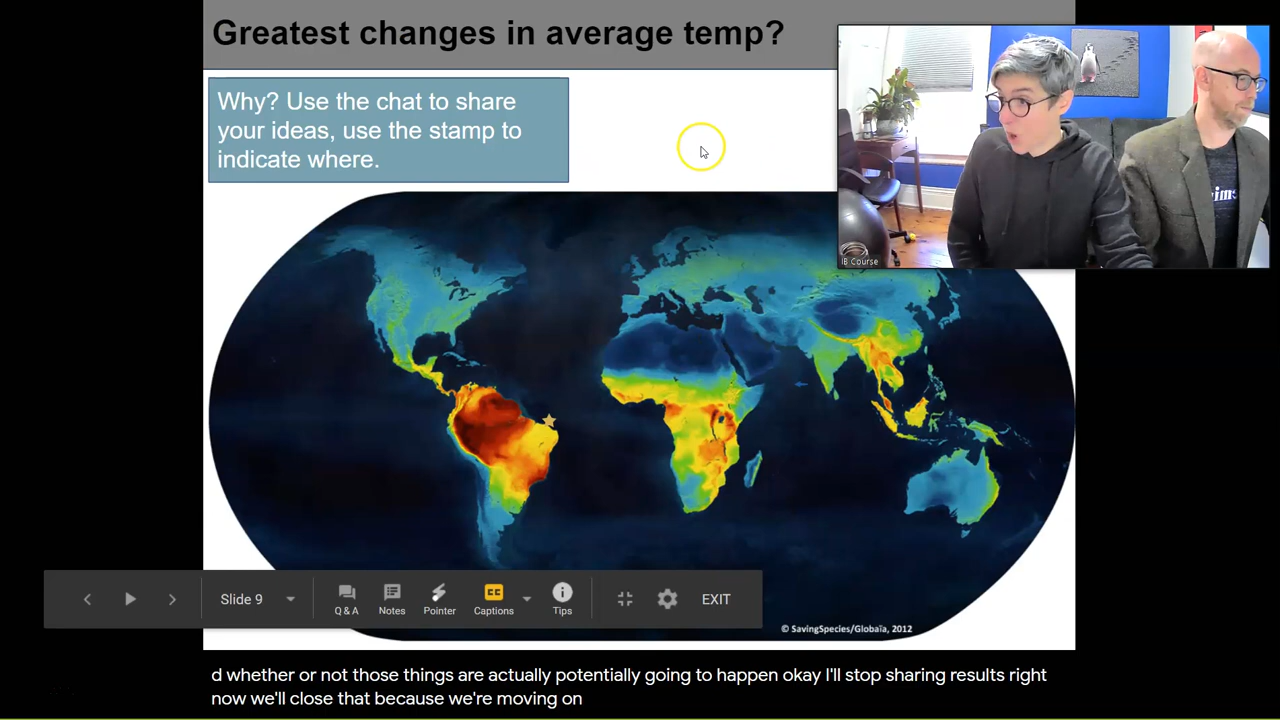 Greatest changes in average temp?
Why? Use the chat to share
your ideas, use the stamp to
indicate where.
IB Course
Slide 9
Q & A
Notes
Pointer
CC
Captions
Tips
EXIT
© SavingSpecies/Globaïa, 2012
d whether or not those things are actually potentially going to happen okay I'll stop sharing results right
now we'll close that because we're moving on